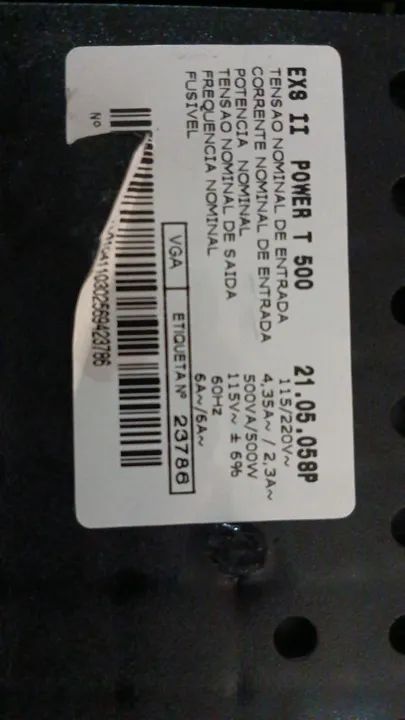 EXS II POWER T 500 21.05.058P
TENSAO NOMINAL DE ENTRADA 115/220V~
CORRENTE NOMINAL DE ENTRADA 4,35A~ / 2,3A~
POTENCIA NOMINAL 500VA/500W
TENSAO NOMINAL DE SAIDA 115V~ ± 6%
FREQUENCIA NOMINAL 60Hz
FUSIVEL 6A~/6A~
VGA ETIQUETA Nº 23786
Nº
110302569423786